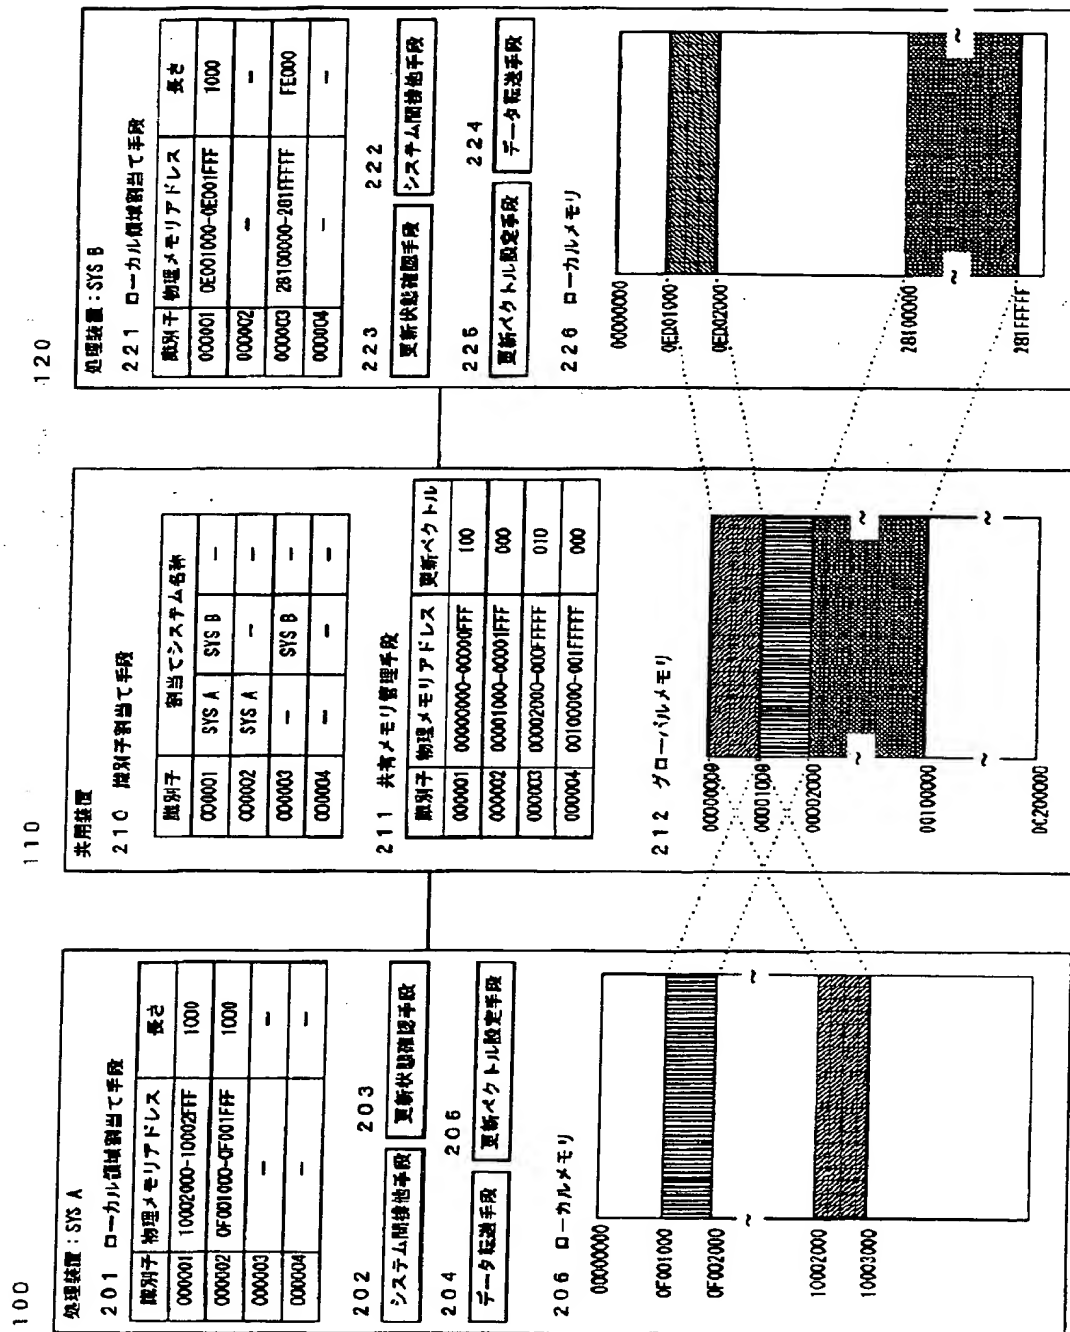 100
処理装置：SYS A
201 ローカル領域割当て手段
識別子 物理メモリアドレス 長さ
000001 10002000-10002FFF 1000
000002 0F001000-0F001FFF 1000
000003 — —
000004 — —
202
システム間排他手段
203
更新状態確認手段
204
データ転送手段
206
更新ベクトル設定手段
206 ローカルメモリ
00000000
0F001000
0F002000
10002000
10003000
110
共用装置
210 識別子割当て手段
識別子 割当てシステム名称
000001 SYS A SYS B —
000002 SYS A — —
000003 — SYS B —
000004 — — —
211 共有メモリ管理手段
識別子 物理メモリアドレス 更新ベクトル
000001 00000000-00000FFF 100
000002 00001000-00001FFF 000
000003 00002000-000FFFFF 010
000004 00100000-001FFFFF 000
212 グローバルメモリ
00000000
00001000
00002000
00100000
0C200000
120
処理装置：SYS B
221 ローカル領域割当て手段
識別子 物理メモリアドレス 長さ
000001 0E001000-0E001FFF 1000
000002 — —
000003 28100000-281FFFFF FE000
000004 — —
223
更新状態確認手段
222
システム間排他手段
225
更新ベクトル設定手段
224
データ転送手段
226 ローカルメモリ
00000000
0ED01000
0ED02000
28100000
281FFFFF